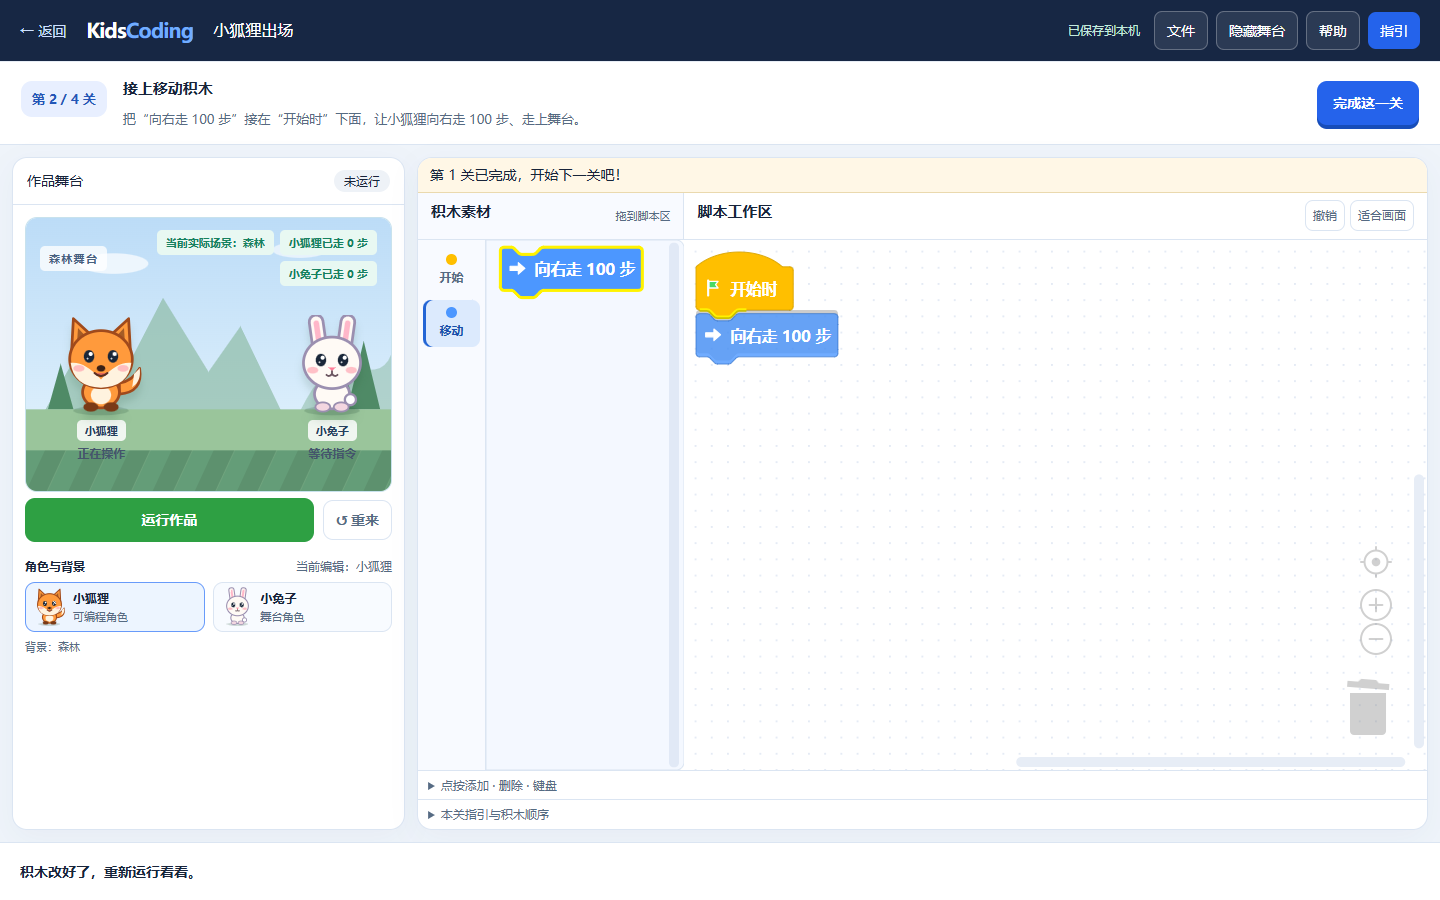 ← 返回
KidsCoding
小狐狸出场
已保存到本机
文件
隐藏舞台
帮助
指引
第 2 / 4 关
接上移动积木
把“向右走 100 步”接在“开始时”下面，让小狐狸向右走 100 步、走上舞台。
完成这一关
作品舞台
未运行
森林舞台
当前实际场景：森林
小狐狸已走 0 步
小兔子已走 0 步
小狐狸
正在操作
小兔子
等待指令
运行作品
↺ 重来
角色与背景
当前编辑：小狐狸
小狐狸
可编程角色
小兔子
舞台角色
背景：森林
第 1 关已完成，开始下一关吧！
积木素材
拖到脚本区
开始
移动
向右走 100 步
脚本工作区
撤销
适合画面
开始时
向右走 100 步
▶ 点按添加 · 删除 · 键盘
▶ 本关指引与积木顺序
积木改好了，重新运行看看。